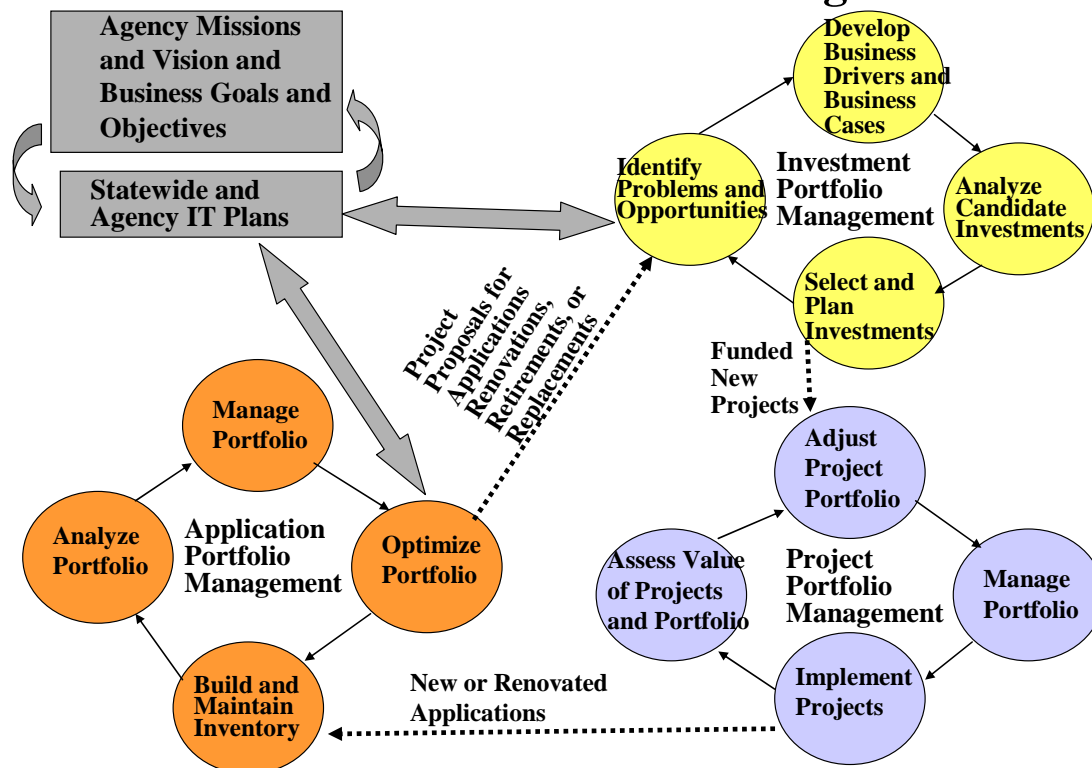 Agency Missions
and Vision and
Business Goals and
Objectives
Statewide and
Agency IT Plans
Develop
Business
Drivers and
Business
Cases
Identify
Problems and
Opportunities
Investment
Portfolio
Management
Analyze
Candidate
Investments
Select and
Plan
Investments
Project
Proposals for
Applications
Renovations,
Retirements, or
Replacements
Funded
New
Projects
Manage
Portfolio
Analyze
Portfolio
Application
Portfolio
Management
Optimize
Portfolio
Build and
Maintain
Inventory
Adjust
Project
Portfolio
Assess Value
of Projects
and Portfolio
Project
Portfolio
Management
Manage
Portfolio
Implement
Projects
New or Renovated
Applications